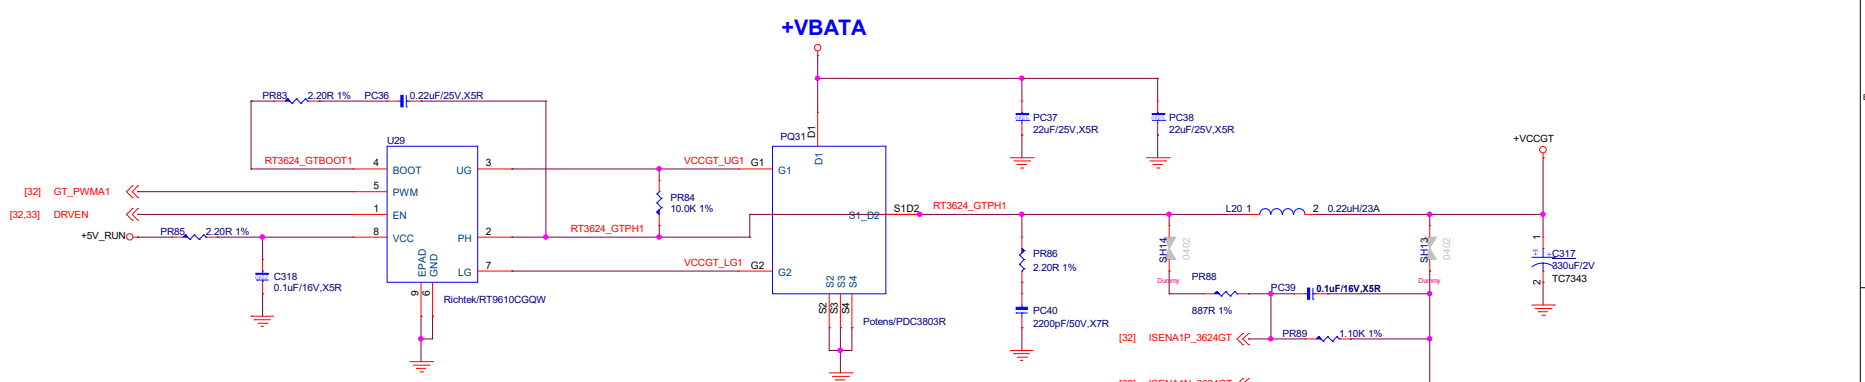 +VBATA
PR83 2.20R 1% PC36 0.22uF/25V,X5R
U29
RT3624_GTBOOT1 4 BOOT UG 3 VCCGT_UG1 G1 G1
[32] GT_PWMA1 5 PWM
[32,33] DRVEN 1 EN
+5V_RUN PR85 2.20R 1% 8 VCC PH 2 RT3624_GTPH1
PR84
10.0K 1%
LG 7 VCCGT_LG1 G2 G2
EPAD
GND
9
6
C318
0.1uF/16V,X5R
Richtek/RT9610CGQW
PQ31
D1
D1
S1_D2 S1D2 RT3624_GTPH1
S2
S3
S4
S2
S3
S4
Potens/PDC3803R
PC37
22uF/25V,X5R
PC38
22uF/25V,X5R
PR86
2.20R 1%
PC40
2200pF/50V,X7R
L20 1 2 0.22uH/23A
+VCCGT
SH14
0402
Dummy
SH13
0402
Dummy
PR88
887R 1%
PC39 0.1uF/16V,X5R
[32] ISENA1P_3624GT PR89 1.10K 1%
1
C317
330uF/2V
TC7343
2